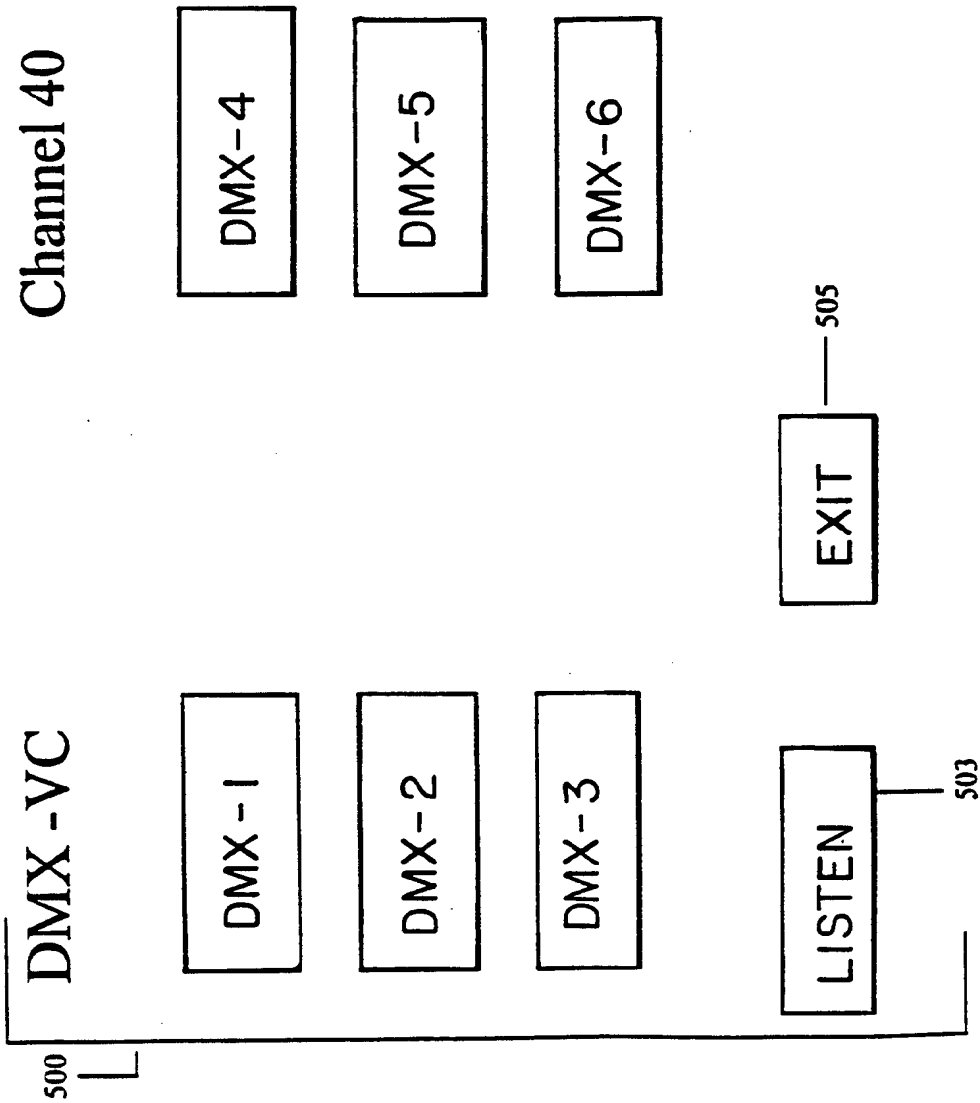 500
DMX -VC
Channel 40
DMX-1
DMX-4
DMX-2
DMX-5
DMX-3
DMX-6
LISTEN
EXIT
503
505